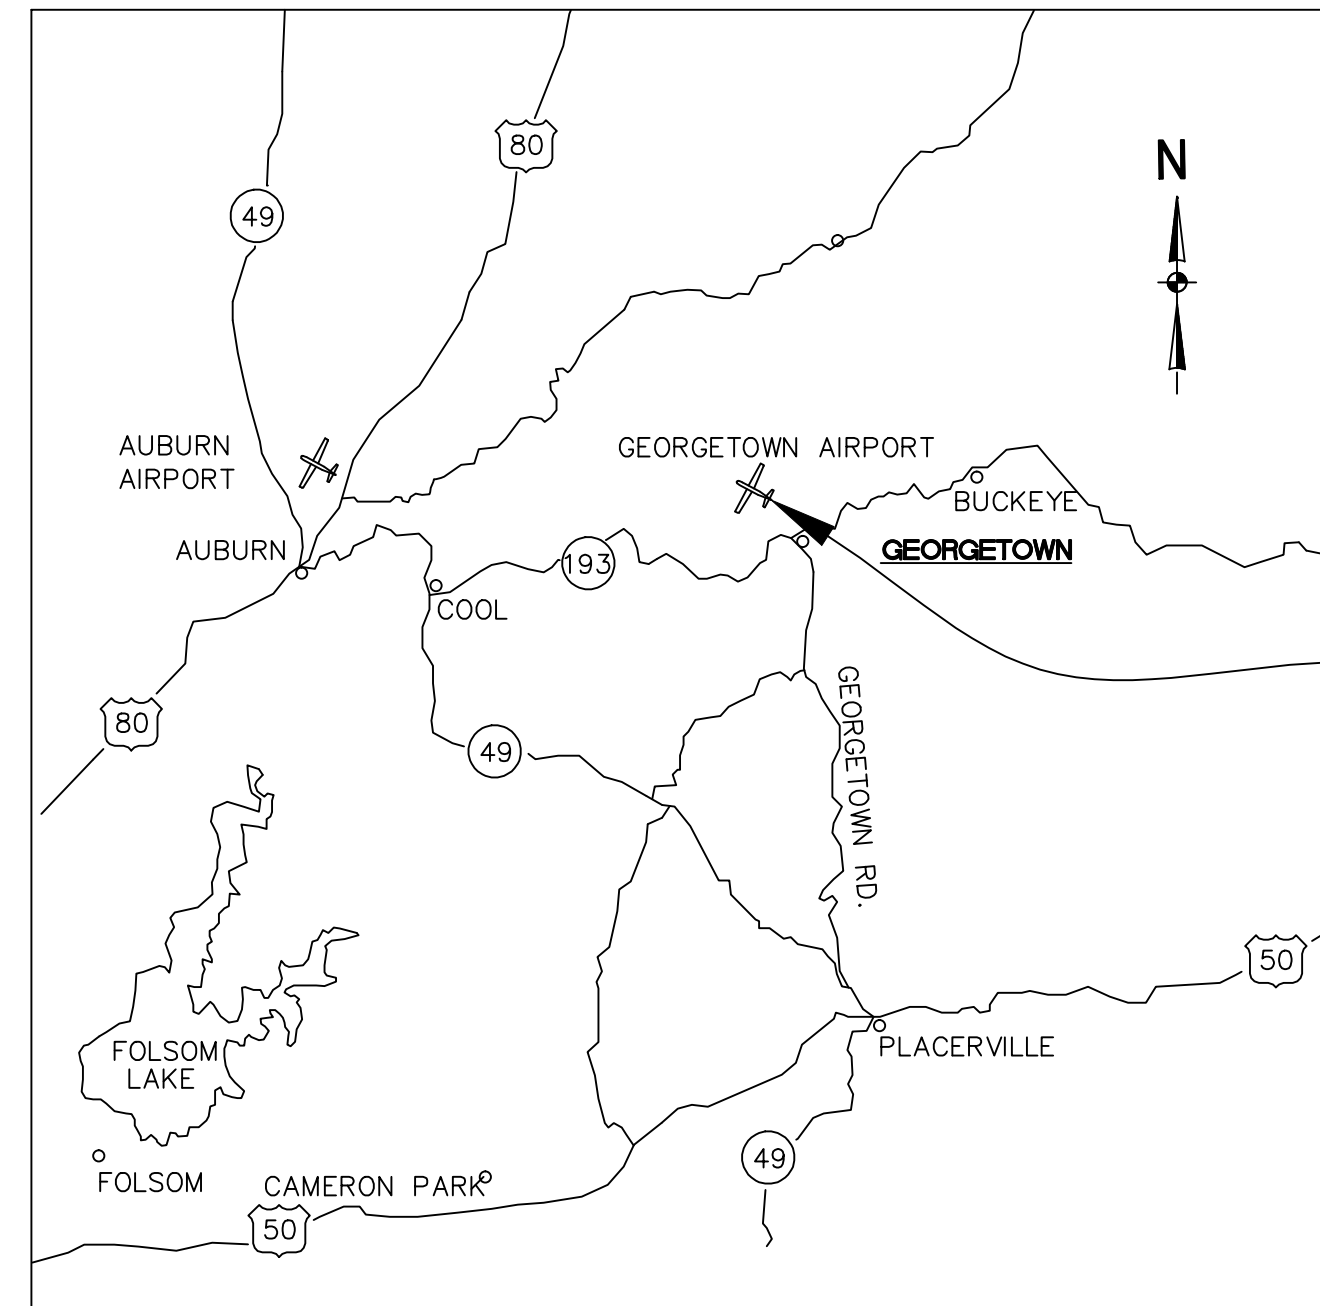 80
N
49
AUBURN
AIRPORT
GEORGETOWN AIRPORT
BUCKEYE
AUBURN
GEORGETOWN
193
COOL
GEORGETOWN RD.
80
49
50
FOLSOM
LAKE
PLACERVILLE
49
FOLSOM
CAMERON PARK
50